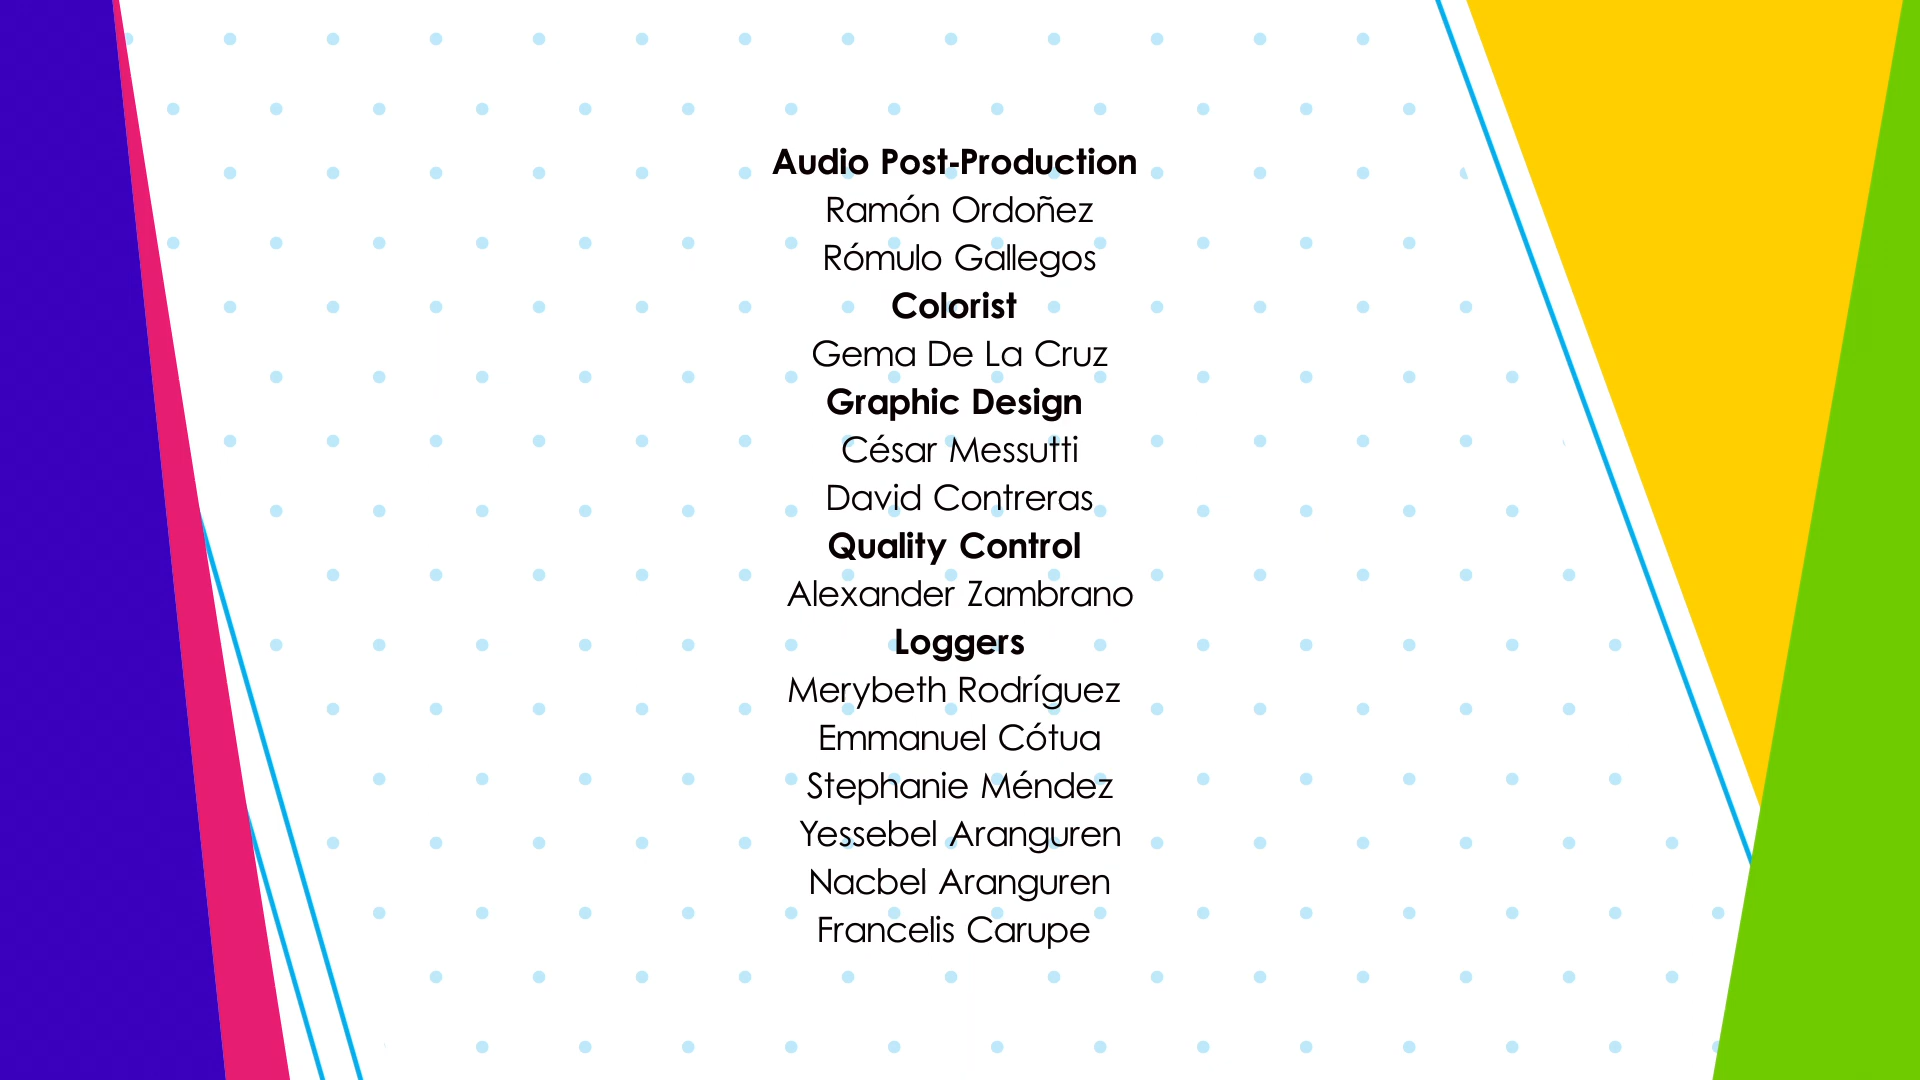 Audio Post-Production
Ramón Ordoñez
Rómulo Gallegos
Colorist
Gema De La Cruz
Graphic Design
César Messutti
David Contreras
Quality Control
Alexander Zambrano
Loggers
Merybeth Rodríguez
Emmanuel Cótua
Stephanie Méndez
Yessebel Aranguren
Nacbel Aranguren
Francelis Carupe